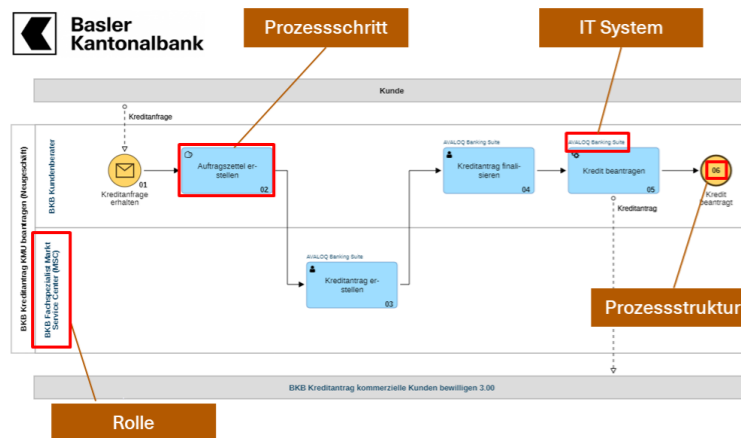 Basler
Kantonalbank
Prozessschritt
IT System
Kunde
Kreditanfrage
BKB Kreditantrag KMU beantragen (Neugeschäft)
BKB Kundenberater
01
Kreditanfrage
erhalten
Auftragszettel er-
stellen
02
AVALOQ Banking Suite
Kreditantrag finali-
sieren
04
AVALOQ Banking Suite
Kredit beantragen
05
06
Kredit
beantragt
Kreditantrag
BKB Fachspezialist Markt
Service Center (MSC)
AVALOQ Banking Suite
Kreditantrag er-
stellen
03
Prozessstruktur
BKB Kreditantrag kommerzielle Kunden bewilligen 3.00
Rolle